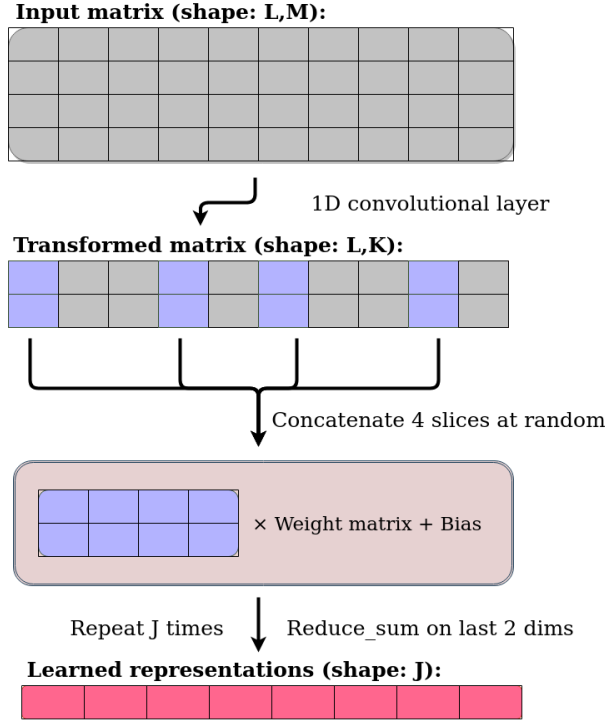 Input matrix (shape: L,M):
1D convolutional layer
Transformed matrix (shape: L,K):
Concatenate 4 slices at random
× Weight matrix + Bias
Repeat J times
Reduce_sum on last 2 dims
Learned representations (shape: J):